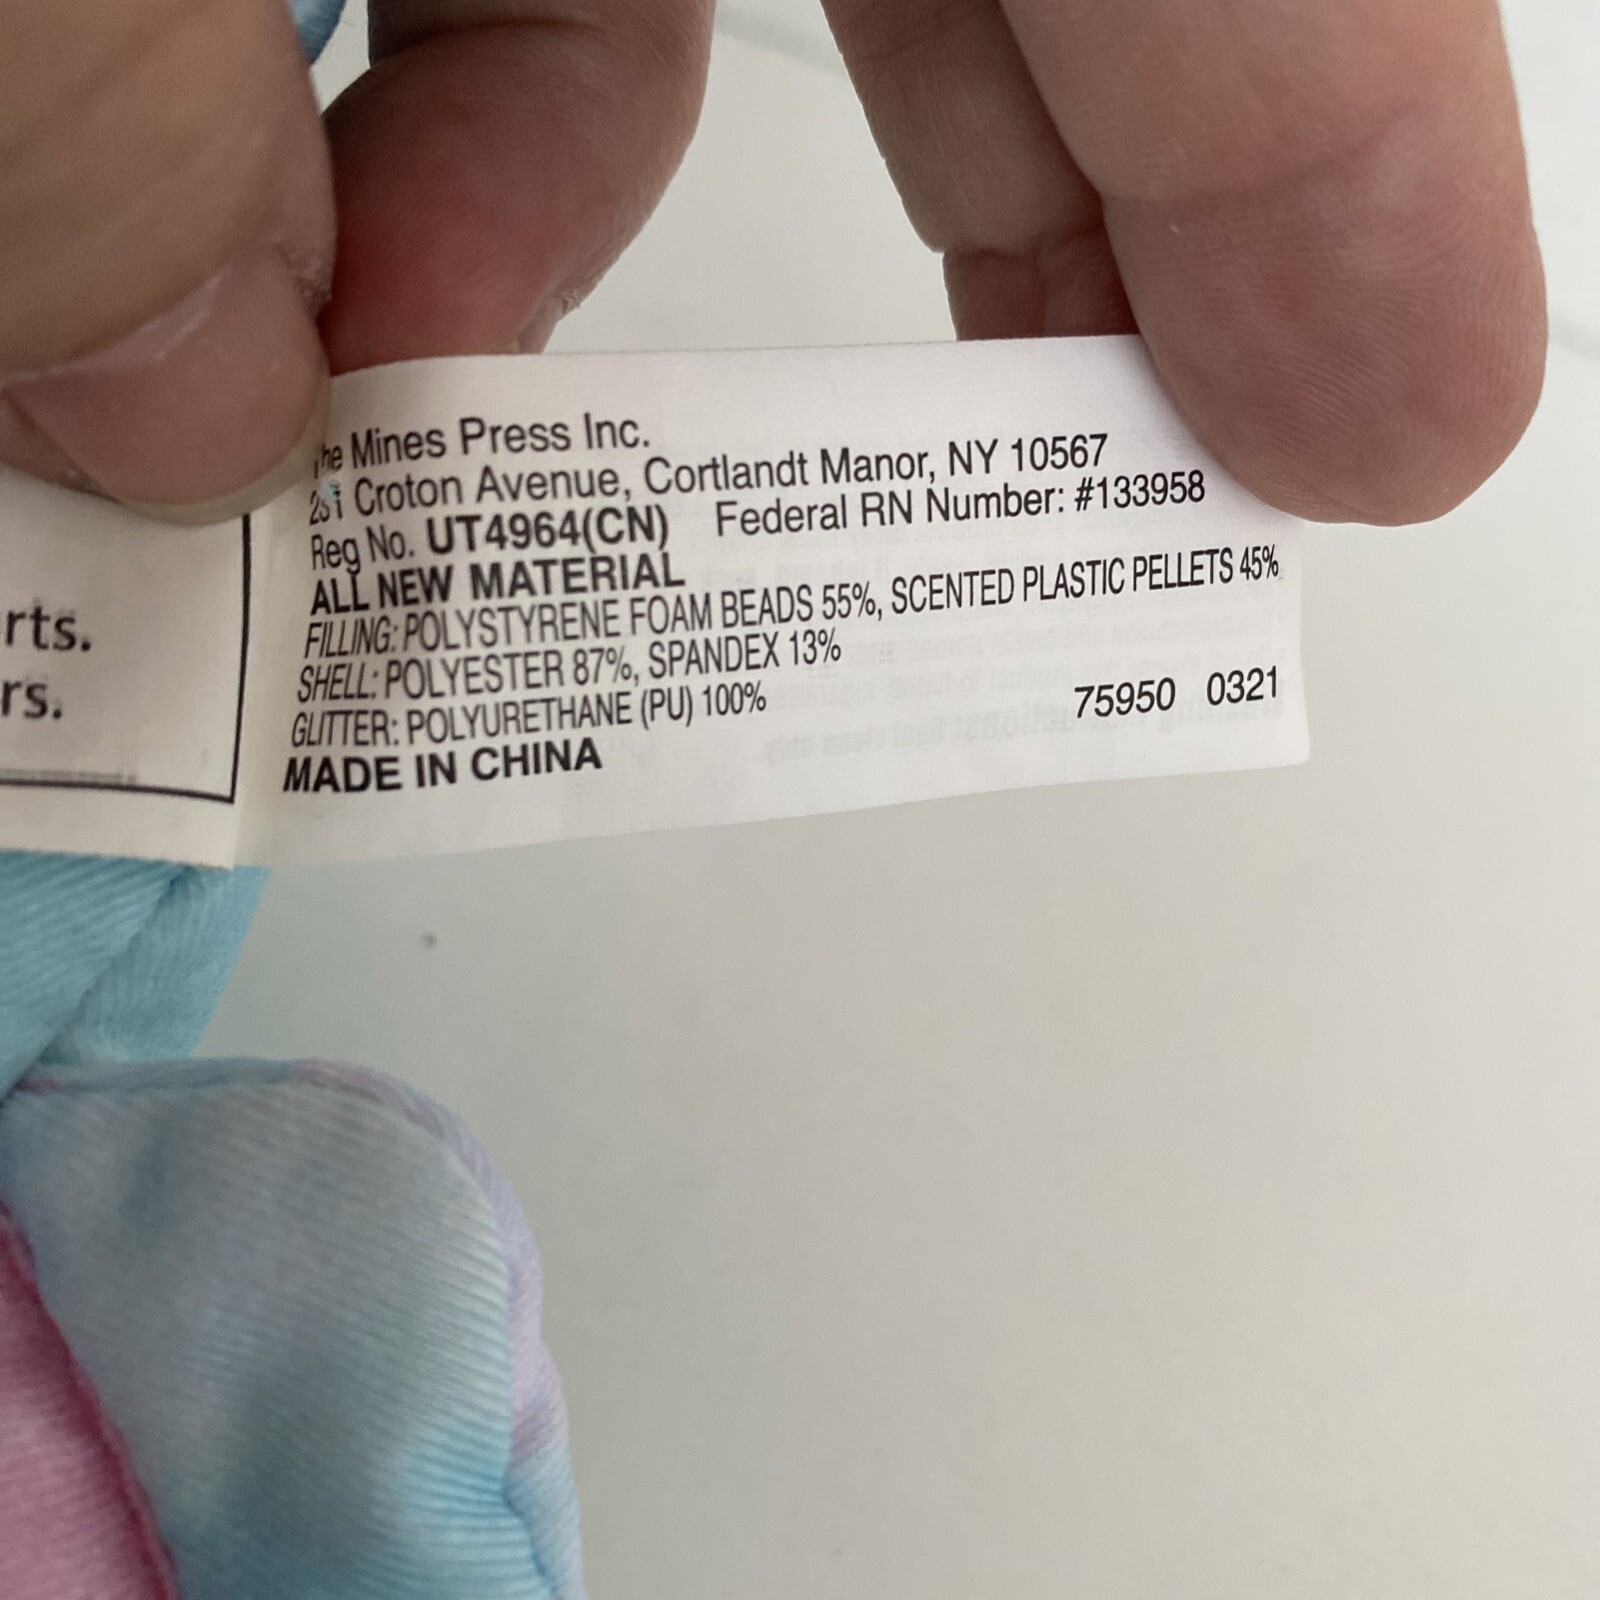 The Mines Press Inc.
231 Croton Avenue, Cortlandt Manor, NY 10567
Reg No. UT4964(CN) Federal RN Number: #133958
ALL NEW MATERIAL
FILLING: POLYSTYRENE FOAM BEADS 55%, SCENTED PLASTIC PELLETS 45%
SHELL: POLYESTER 87%, SPANDEX 13%
GLITTER: POLYURETHANE (PU) 100%
75950 0321
MADE IN CHINA
rts.
rs.